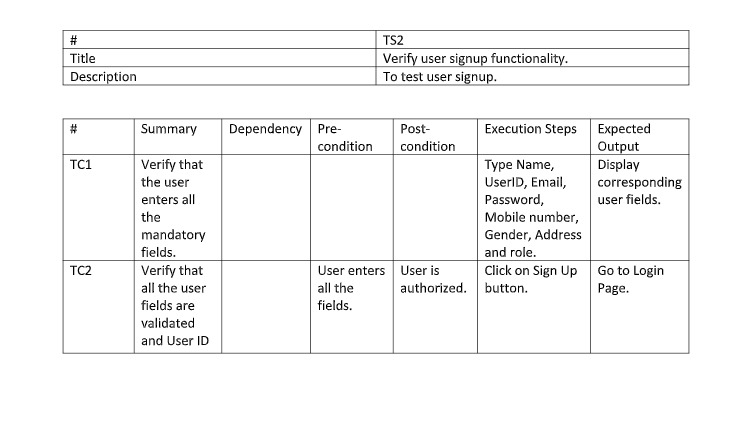 # TS2
Title Verify user signup functionality.
Description To test user signup.
# Summary Dependency Pre- Post- Execution Steps Expected
condition condition Output
TC1 Verify that Type Name, Display
the user UserID, Email, corresponding
enters all Password, user fields.
the Mobile number,
mandatory Gender, Address
fields. and role.
TC2 Verify that User enters User is Click on Sign Up Go to Login
all the user all the authorized. button. Page.
fields are fields.
validated
and User ID